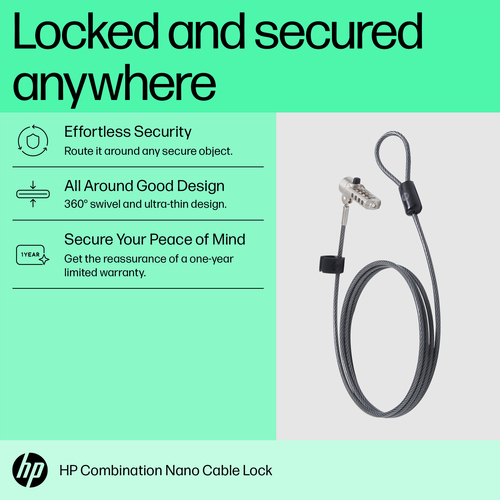 Locked and secured
anywhere
Effortless Security
Route it around any secure object.
All Around Good Design
360° swivel and ultra-thin design.
1YEAR
Secure Your Peace of Mind
Get the reassurance of a one-year
limited warranty.
hp
HP Combination Nano Cable Lock